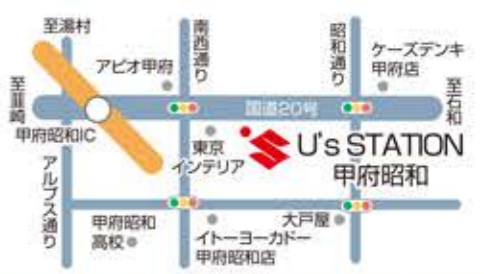 至湯村
南西通り
昭和通り
アピオ甲府
ケーズデンキ
甲府店
至韮崎
国道20号
至石和
甲府昭和IC
東京
インテリア
U's STATION
甲府昭和
アルプス通り
甲府昭和
高校
イトーヨーカドー
甲府昭和店
大戸屋